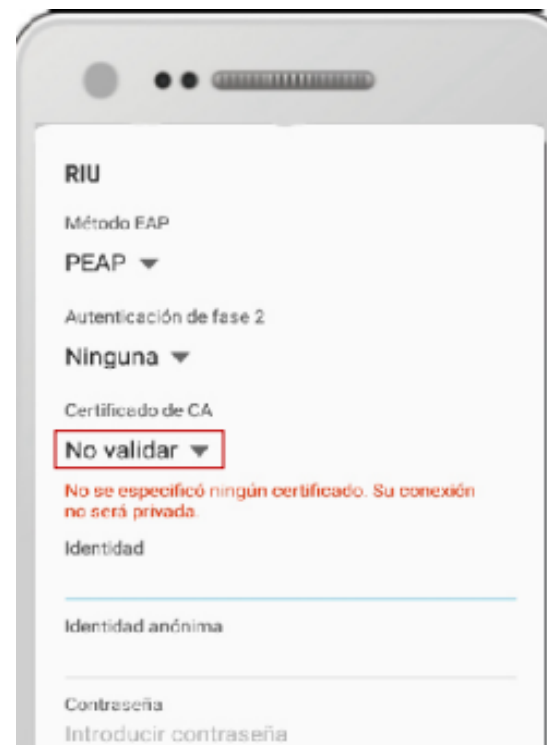 RIU
Método EAP
PEAP
Autenticación de fase 2
Ninguna
Certificado de CA
No validar
No se especificó ningún certificado. Su conexión
no será privada.
Identidad
Identidad anónima
Contraseña
Introducir contraseña